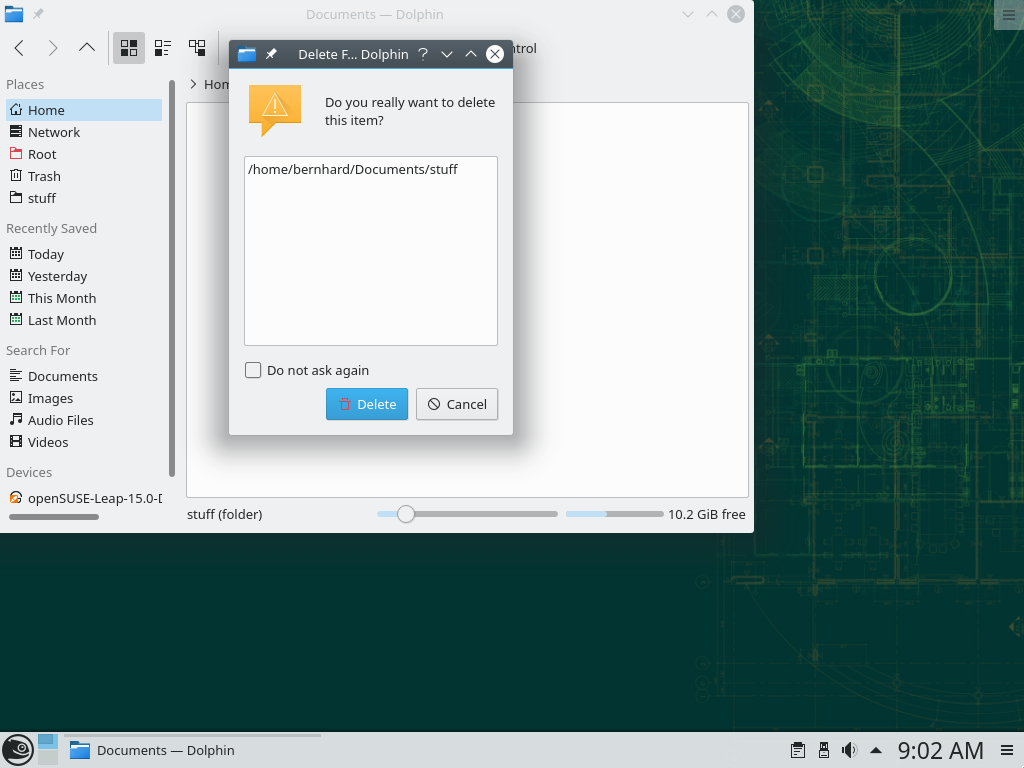 Documents — Dolphin
Delete F... Dolphin
ntrol
Places
Home
Network
Root
Trash
stuff
Recently Saved
Today
Yesterday
This Month
Last Month
Search For
Documents
Images
Audio Files
Videos
Devices
openSUSE-Leap-15.0-D
Hom
Do you really want to delete
this item?
/home/bernhard/Documents/stuff
Do not ask again
Delete
Cancel
stuff (folder)
10.2 GiB free
Documents — Dolphin
9:02 AM